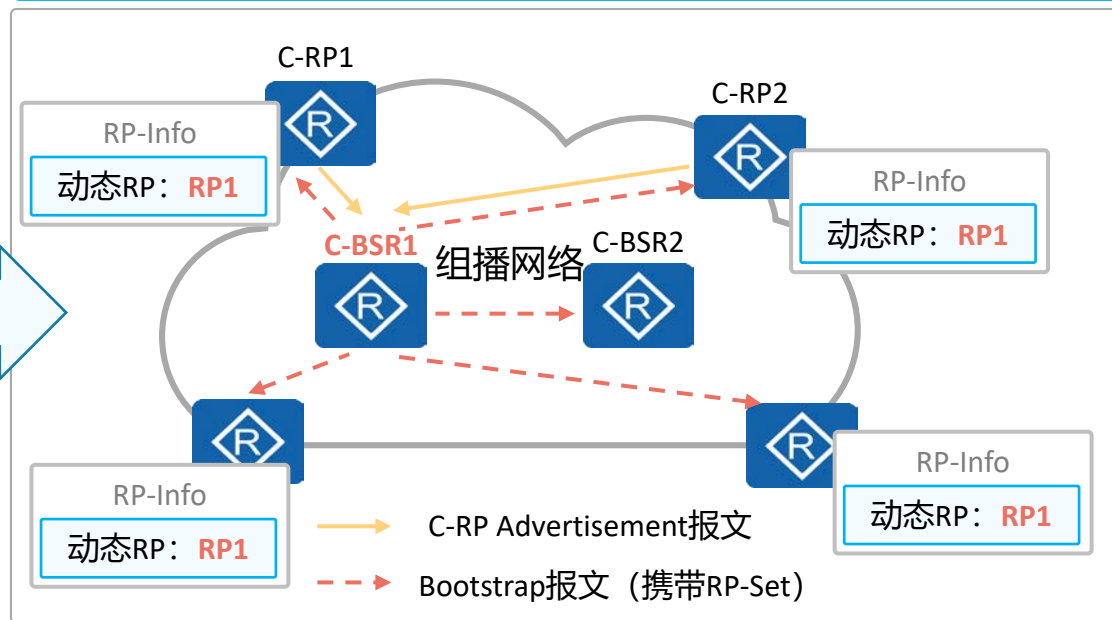 C-RP1
C-RP2
R
R
RP-Info
动态RP：RP1
RP-Info
动态RP：RP1
C-BSR1
组播网络
C-BSR2
R
R
R
R
RP-Info
动态RP：RP1
RP-Info
动态RP：RP1
C-RP Advertisement报文
Bootstrap报文（携带RP-Set）